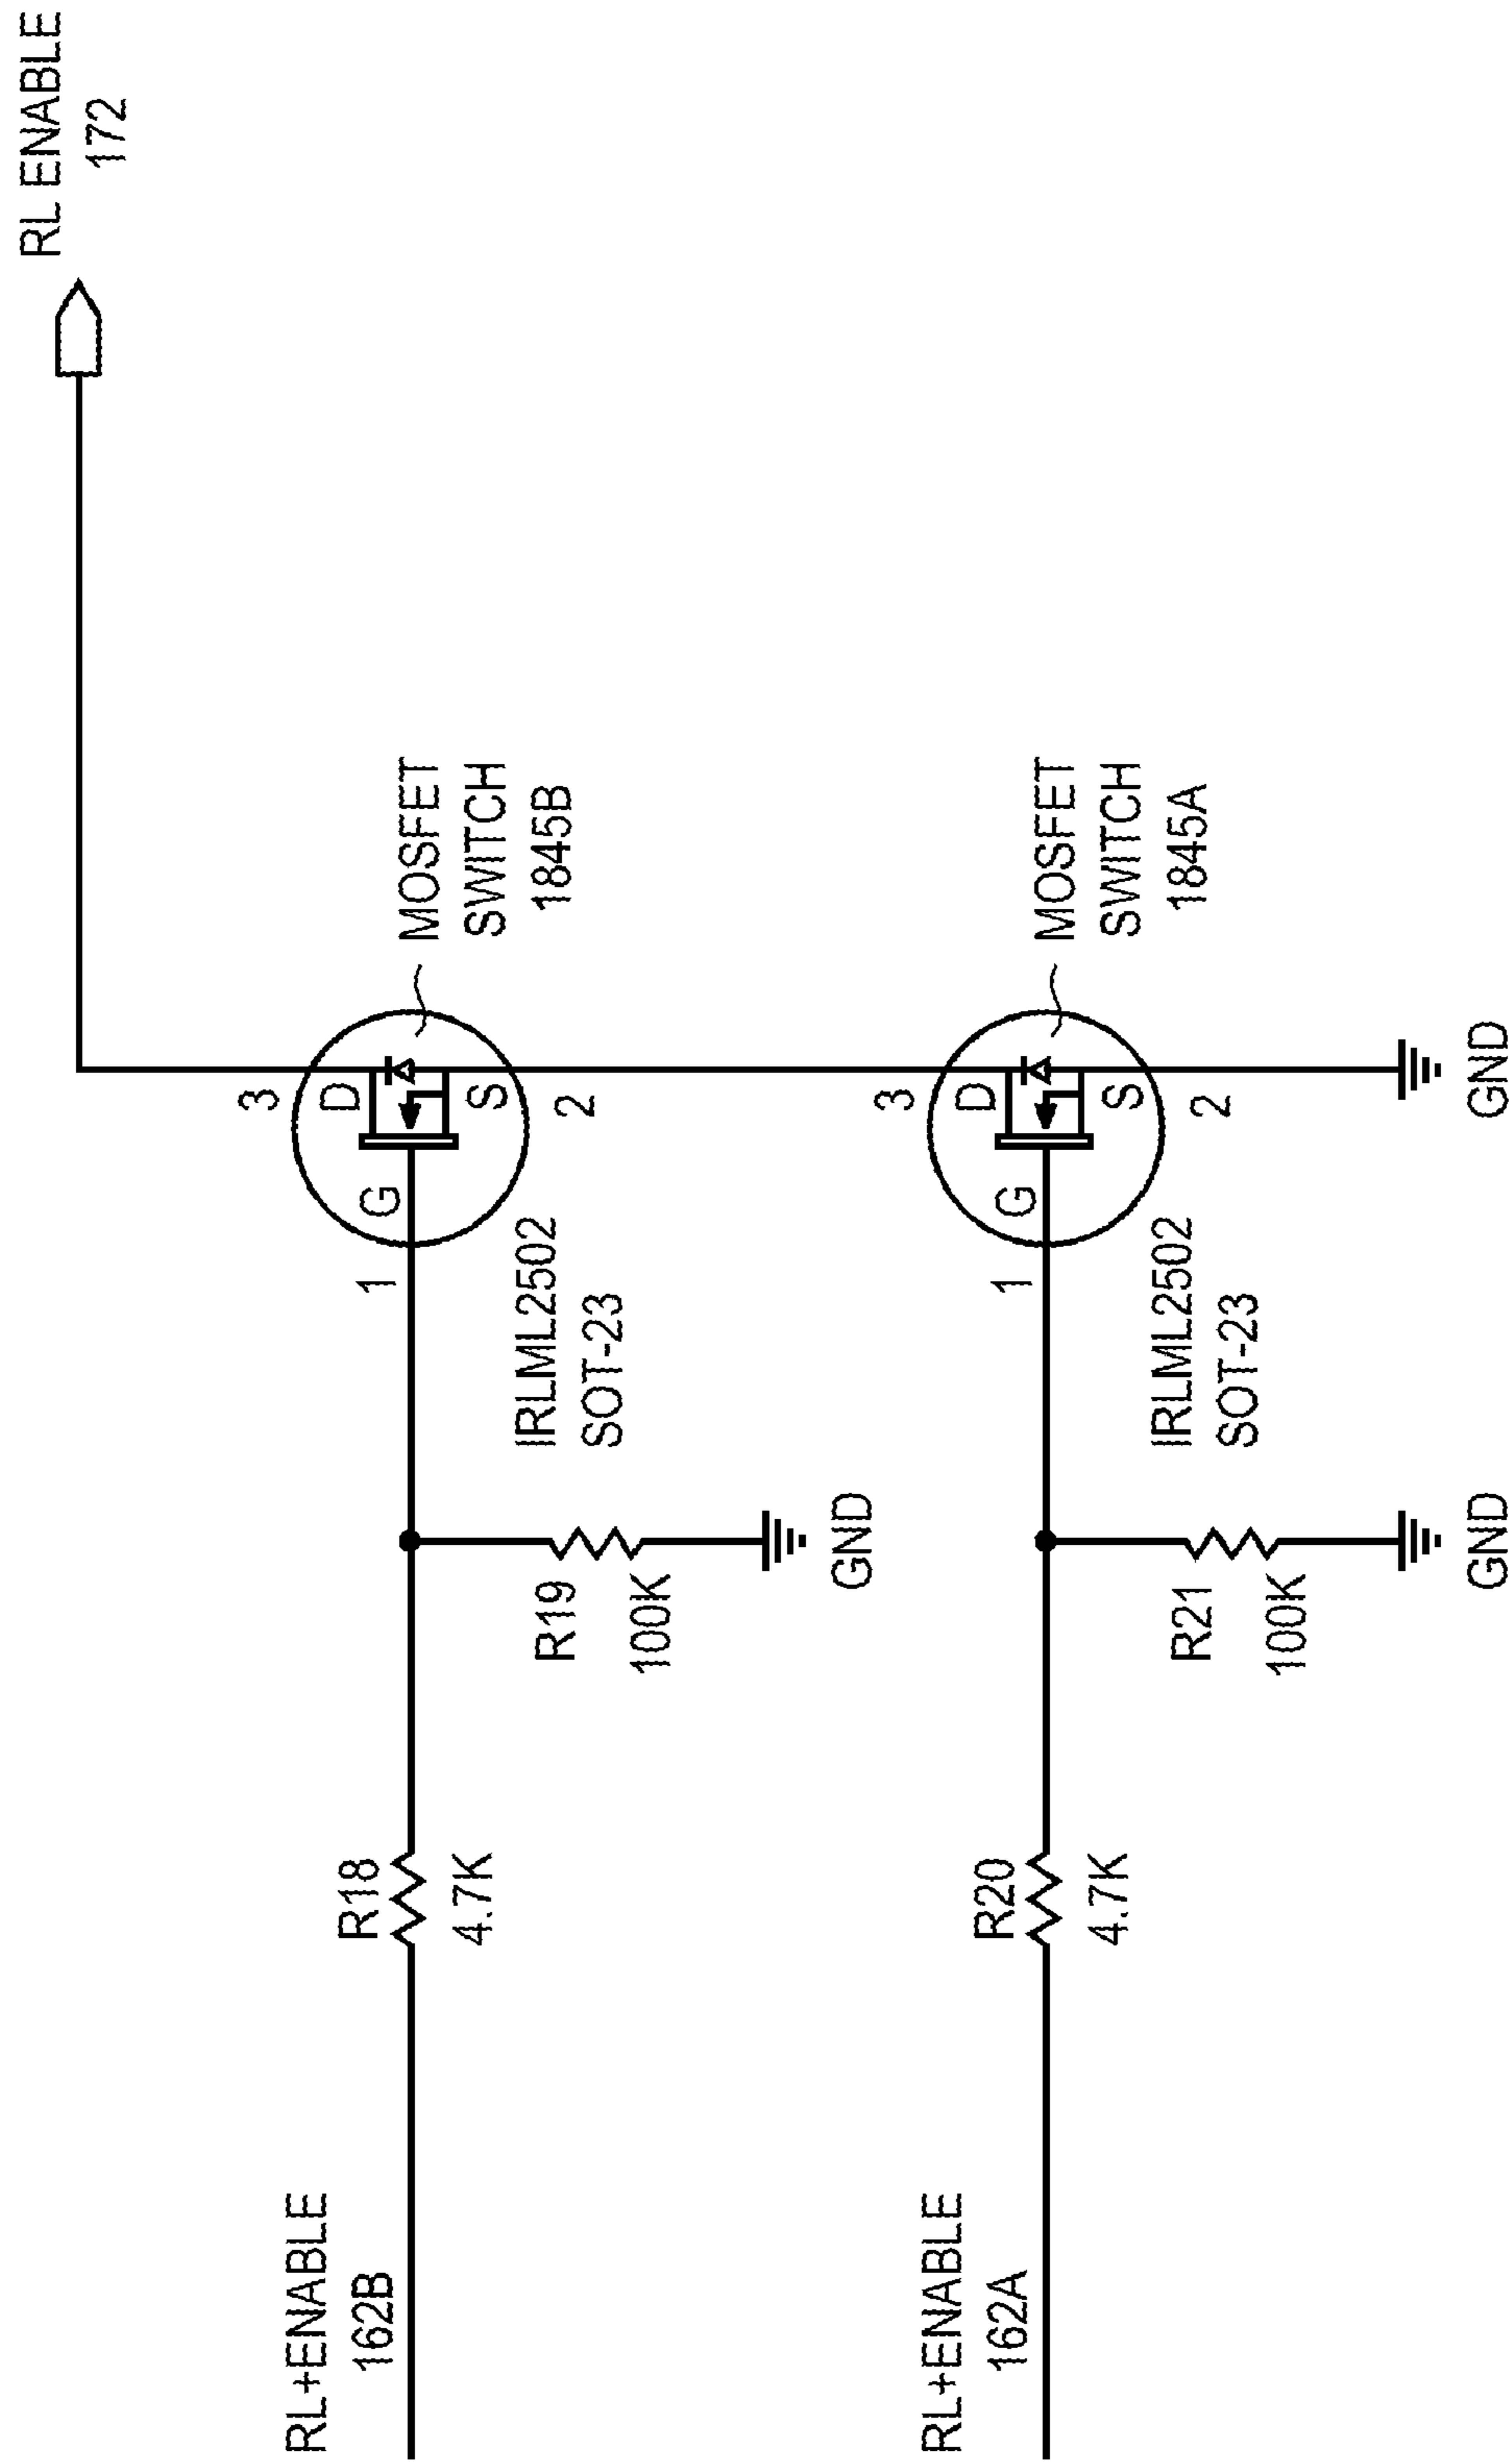 RL ENABLE
172
RL+ENABLE
162B
R18
4.7K
R19
100K
GND
1
G
3
D
S
2
IRLML2502
SOT-23
MOSFET
SWITCH
1845B
RL+ENABLE
162A
R20
4.7K
R21
100K
GND
1
G
3
D
S
2
IRLML2502
SOT-23
MOSFET
SWITCH
1845A
GND